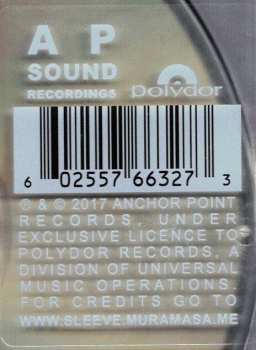 A P
SOUND
RECORDINGS
polydor
6 02557 66327 3
℗ & © 2017 ANCHOR POINT
RECORDS, UNDER
EXCLUSIVE LICENCE TO
POLYDOR RECORDS, A
DIVISION OF UNIVERSAL
MUSIC OPERATIONS.
FOR CREDITS GO TO
WWW.SLEEVE.MURAMASA.ME